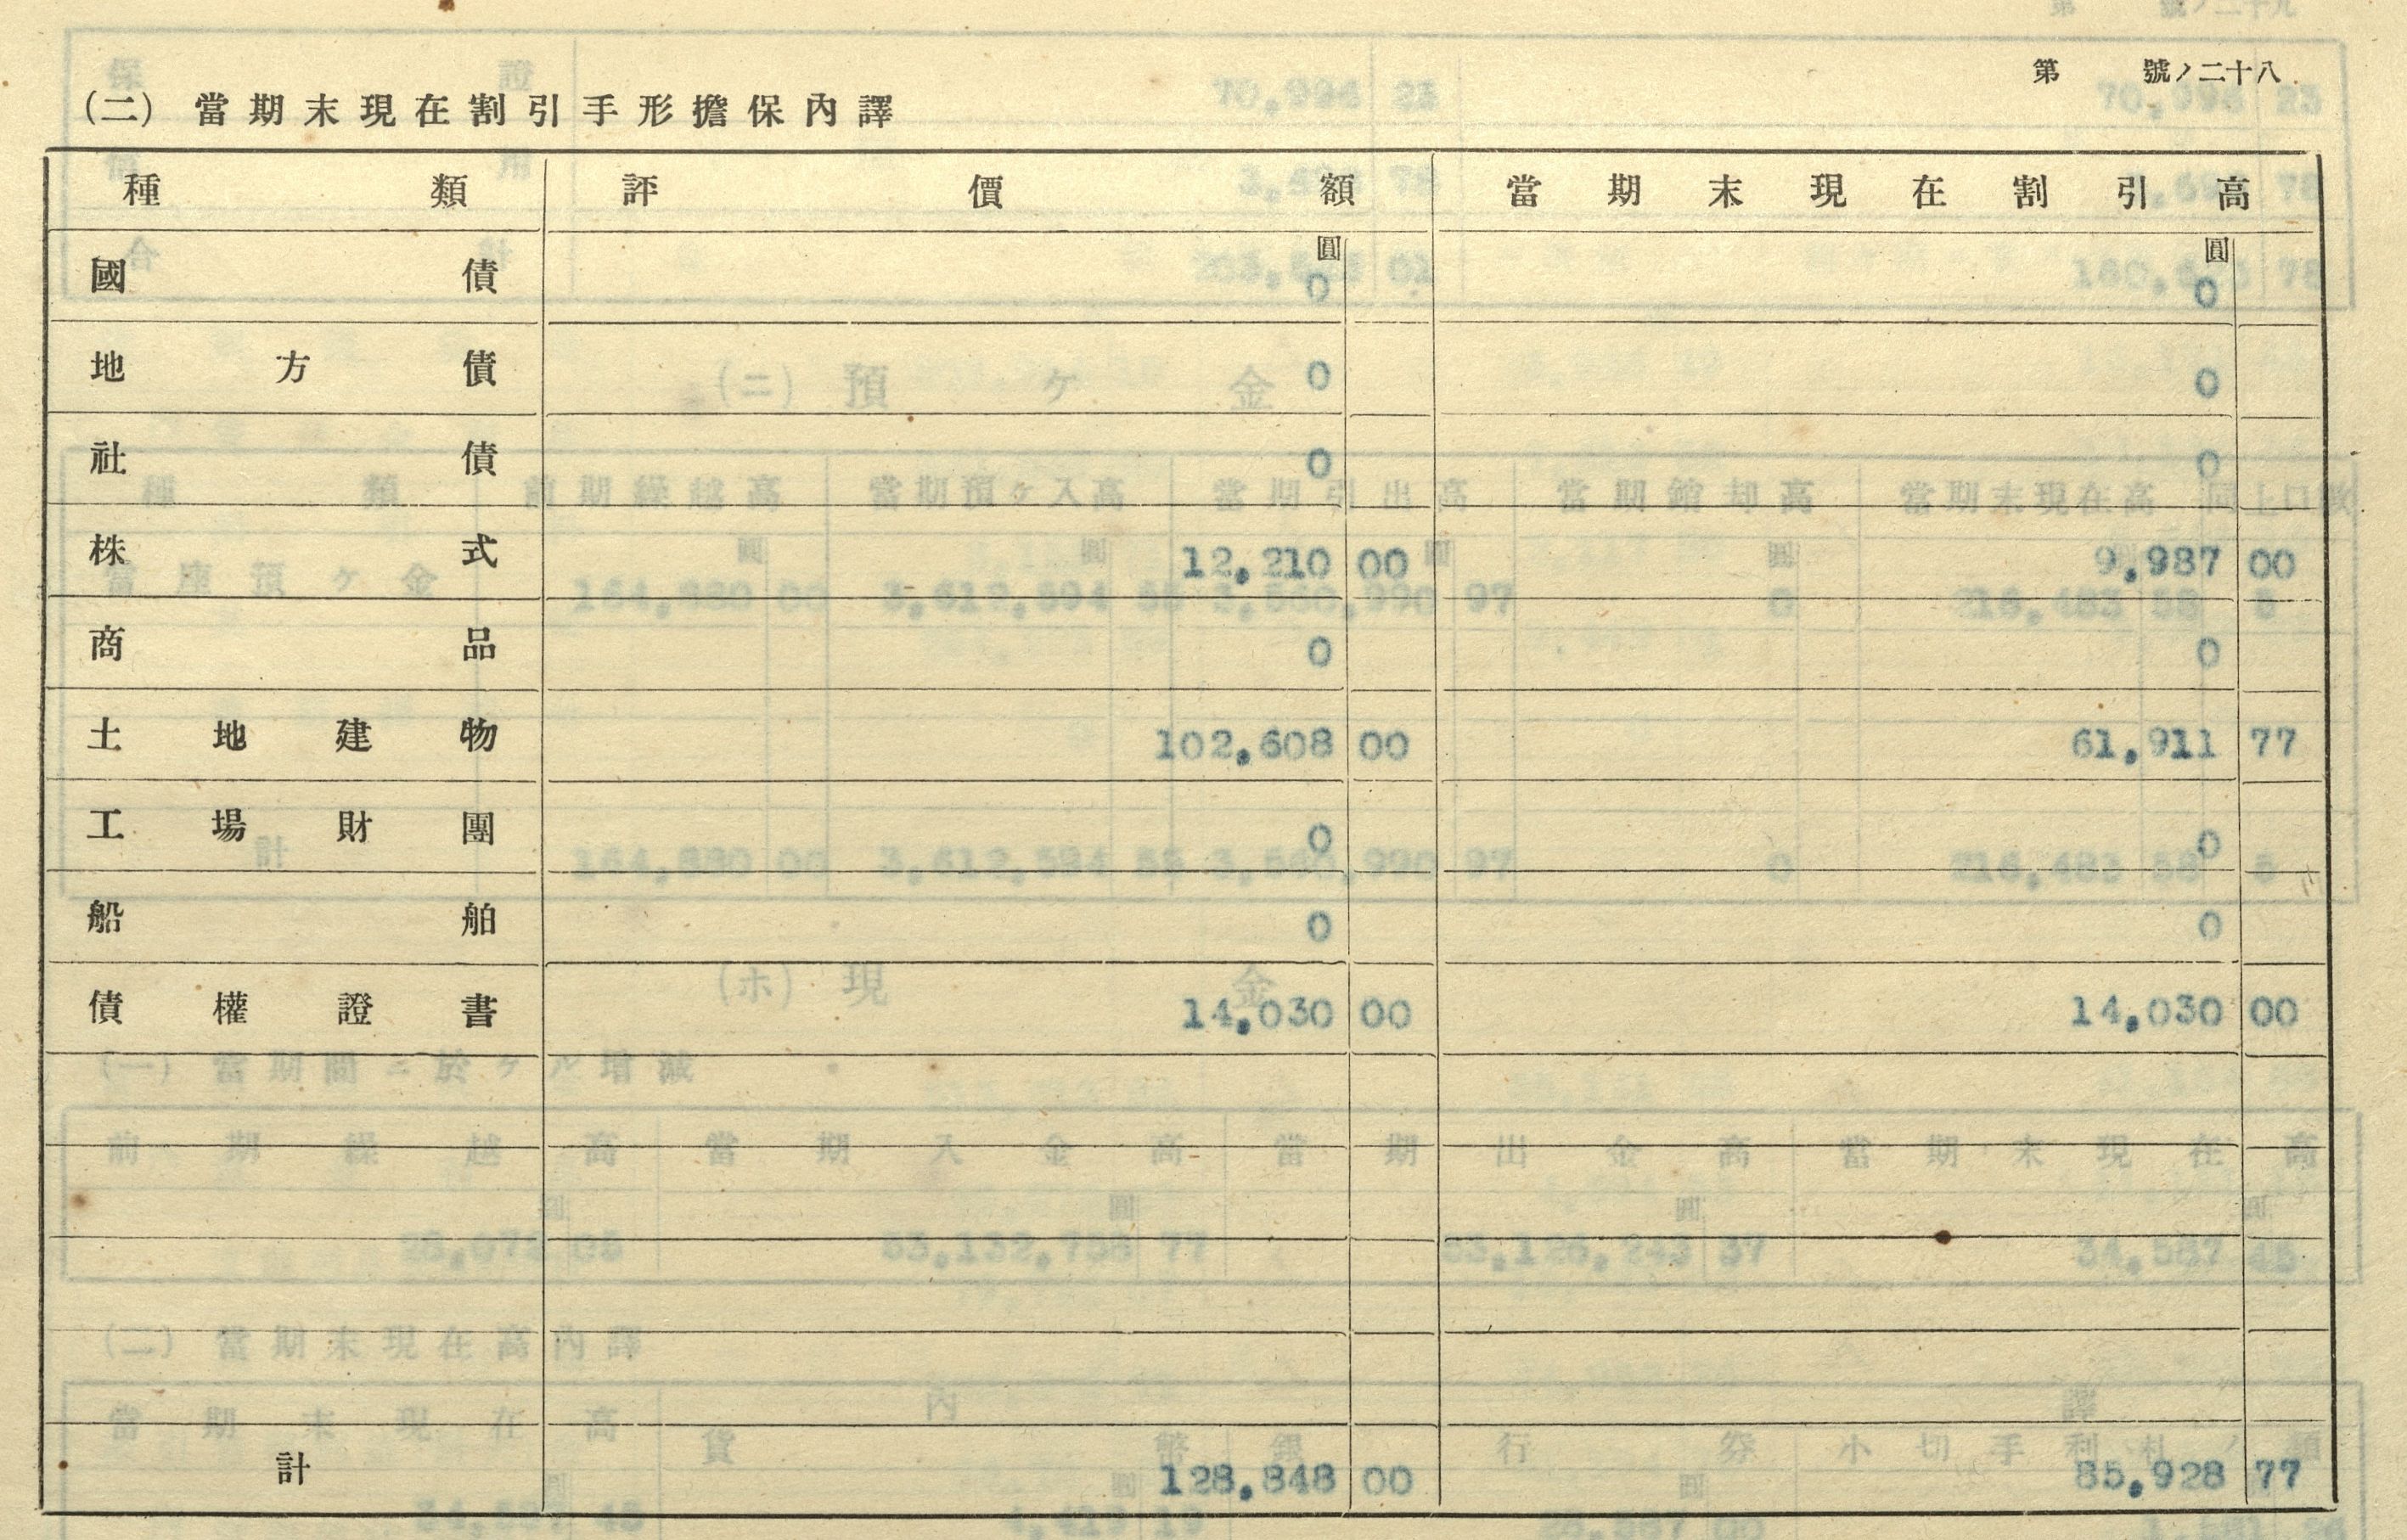 第 號ノ二十八
(二) 當期末現在割引手形擔保內譯
種類 評價額 當期末現在割引高
圓 圓
國債 0 0
地方債 0 0
社債 0 0
株式 12,210 00 9,987 00
商品 0 0
土地建物 102,608 00 61,911 77
工場財團 0 0
船舶 0 0
債權證書 14,030 00 14,030 00
計 128,848 00 85,928 77